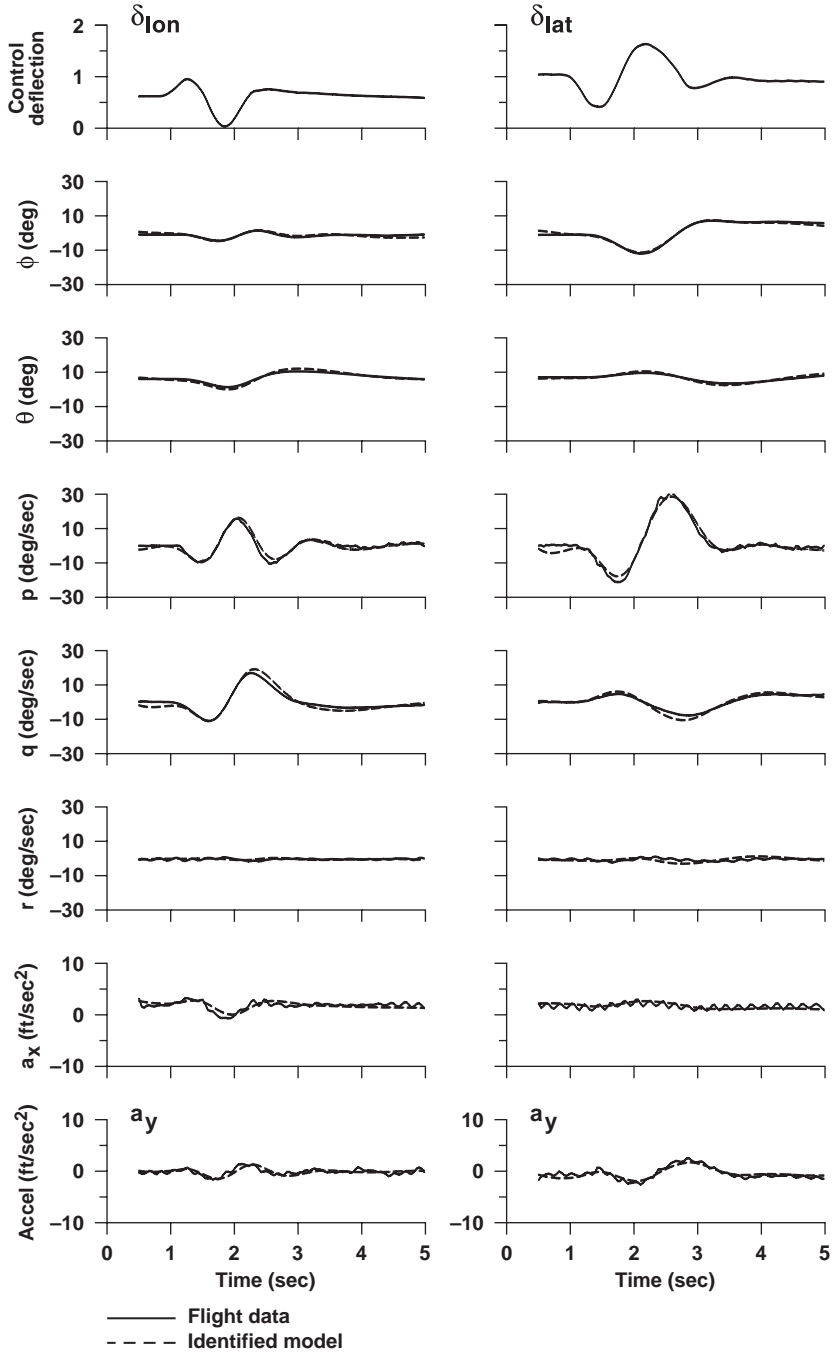 δlon
δlat
Control deflection
2
1
0
0 1 2 3 4 5
0 1 2 3 4 5
ϕ (deg)
30
10
–10
–30
θ (deg)
30
10
–10
–30
p (deg/sec)
30
10
–10
–30
q (deg/sec)
30
10
–10
–30
r (deg/sec)
30
10
–10
–30
ax (ft/sec²)
10
0
–10
ay
ay
Accel (ft/sec²)
10
0
–10
10
0
–10
Time (sec)
Time (sec)
Flight data
Identified model